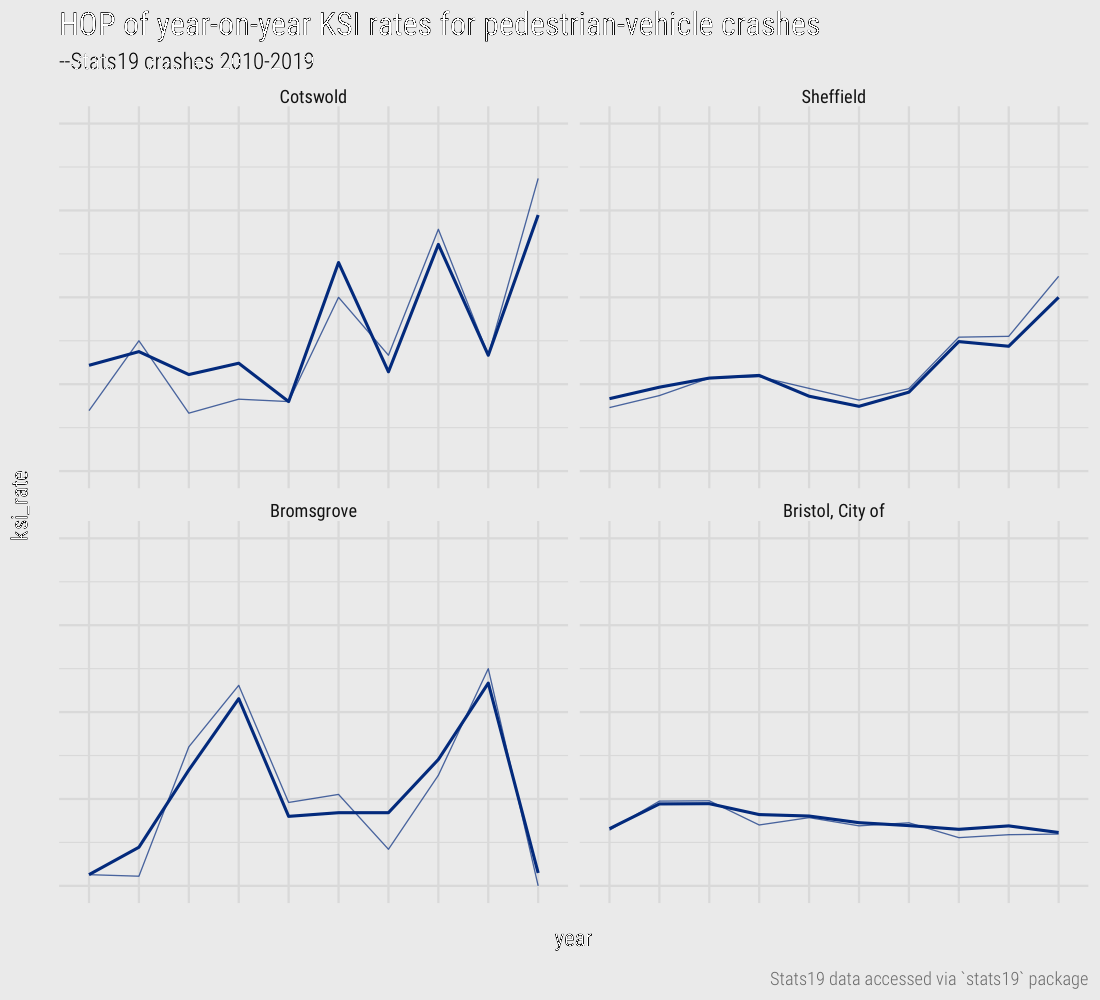 HOP of year-on-year KSI rates for pedestrian-vehicle crashes
--Stats19 crashes 2010-2019
Cotswold
Sheffield
ksi_rate
Bromsgrove
Bristol, City of
year
Stats19 data accessed via `stats19` package